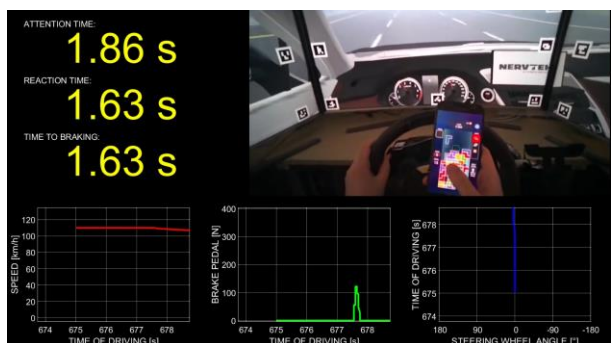 ATTENTION TIME:
1.86 s
REACTION TIME:
1.63 s
TIME TO BRAKING:
1.63 s
NERVTEH
SPEED [km/h]
120
100
80
60
40
20
0
674 675 676 677 678
TIME OF DRIVING [s]
BRAKE PEDAL [N]
400
300
200
100
0
674 675 676 677 678
TIME OF DRIVING [s]
TIME OF DRIVING [s]
678
677
676
675
674
180 90 0 -90 -180
STEERING WHEEL ANGLE [°]